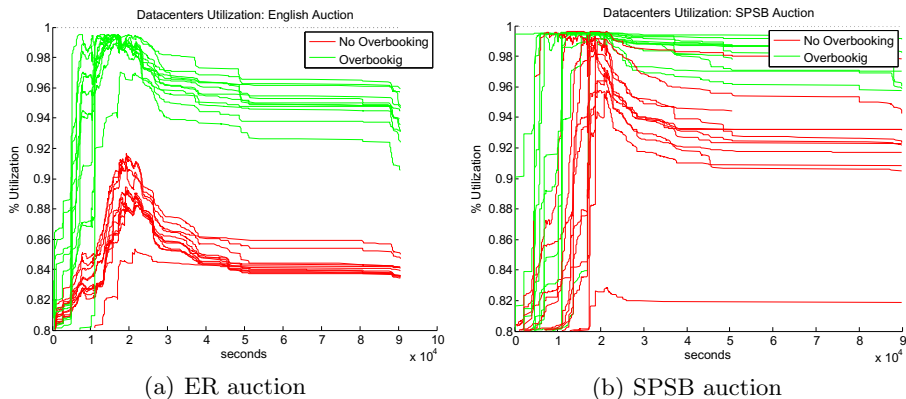 Datacenters Utilization: English Auction
1
0.98
0.96
0.94
0.92
0.9
0.88
0.86
0.84
0.82
0.8
% Utilization
No Overbooking
Overbookig
0 1 2 3 4 5 6 7 8 9 10
seconds
x 10^4
(a) ER auction
Datacenters Utilization: SPSB Auction
1
0.98
0.96
0.94
0.92
0.9
0.88
0.86
0.84
0.82
0.8
% Utilization
No Overbooking
Overbookig
0 1 2 3 4 5 6 7 8 9
seconds
x 10^4
(b) SPSB auction